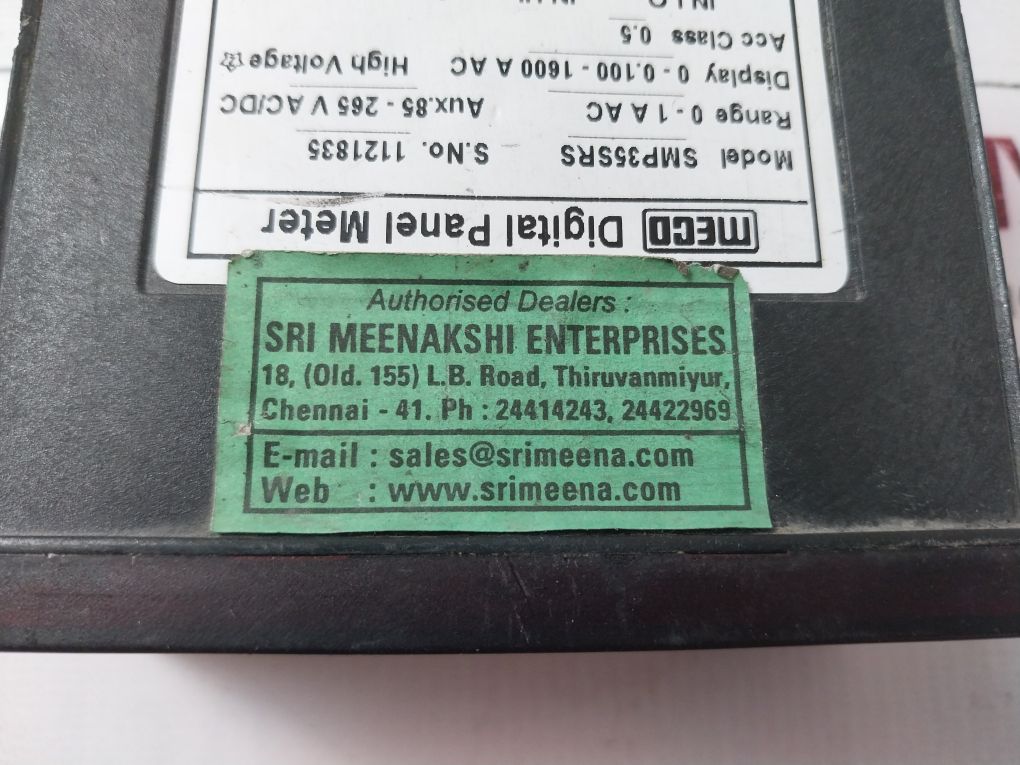 MECO Digital Panel Meter
Model SMP35SRS S.No. 1121835
Range 0 - 1 A AC Aux.85 - 265 V AC/DC
Display 0 - 0.100 - 1600 A AC High Voltage
Acc Class 0.5
Authorised Dealers :
SRI MEENAKSHI ENTERPRISES
18, (Old. 155) L.B. Road, Thiruvanmiyur,
Chennai - 41. Ph : 24414243, 24422969
E-mail : sales@srimeena.com
Web : www.srimeena.com